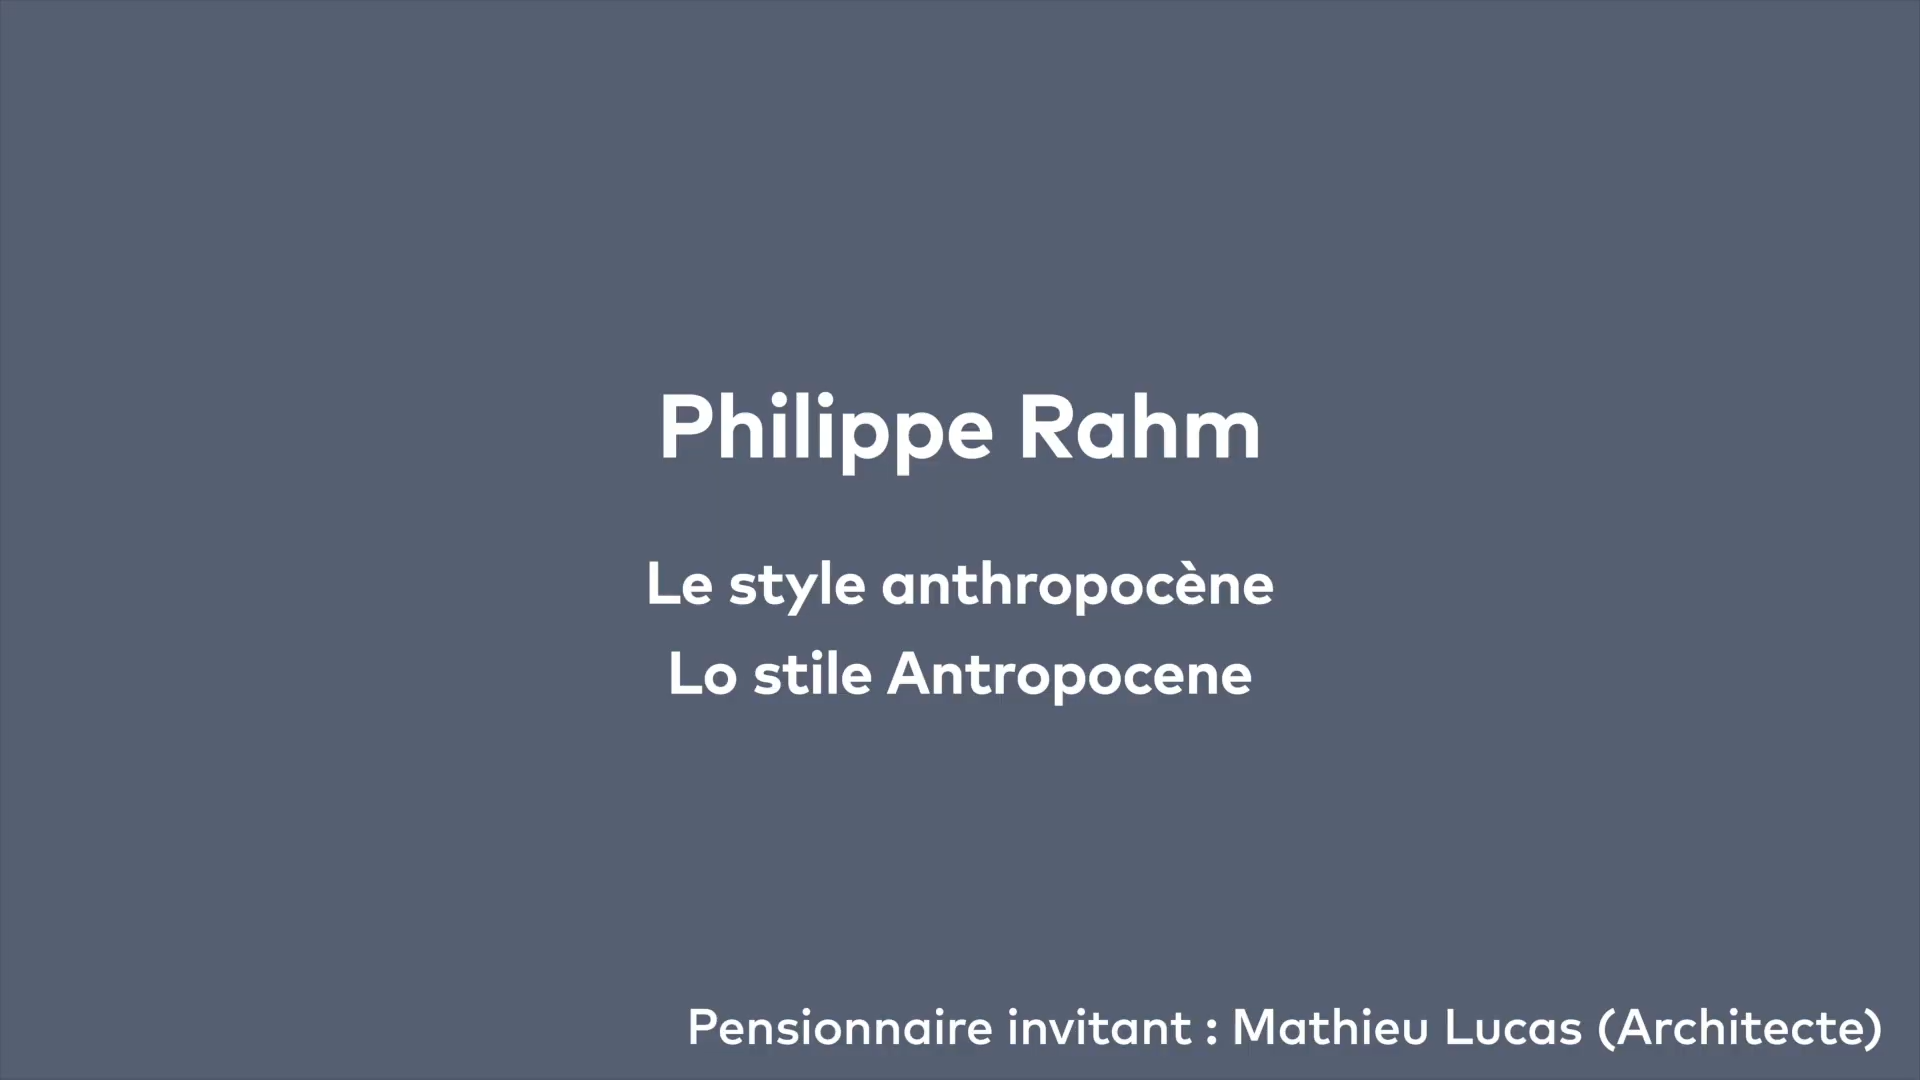 Philippe Rahm
Le style anthropocène
Lo stile Antropocene
Pensionnaire invitant : Mathieu Lucas (Architecte)